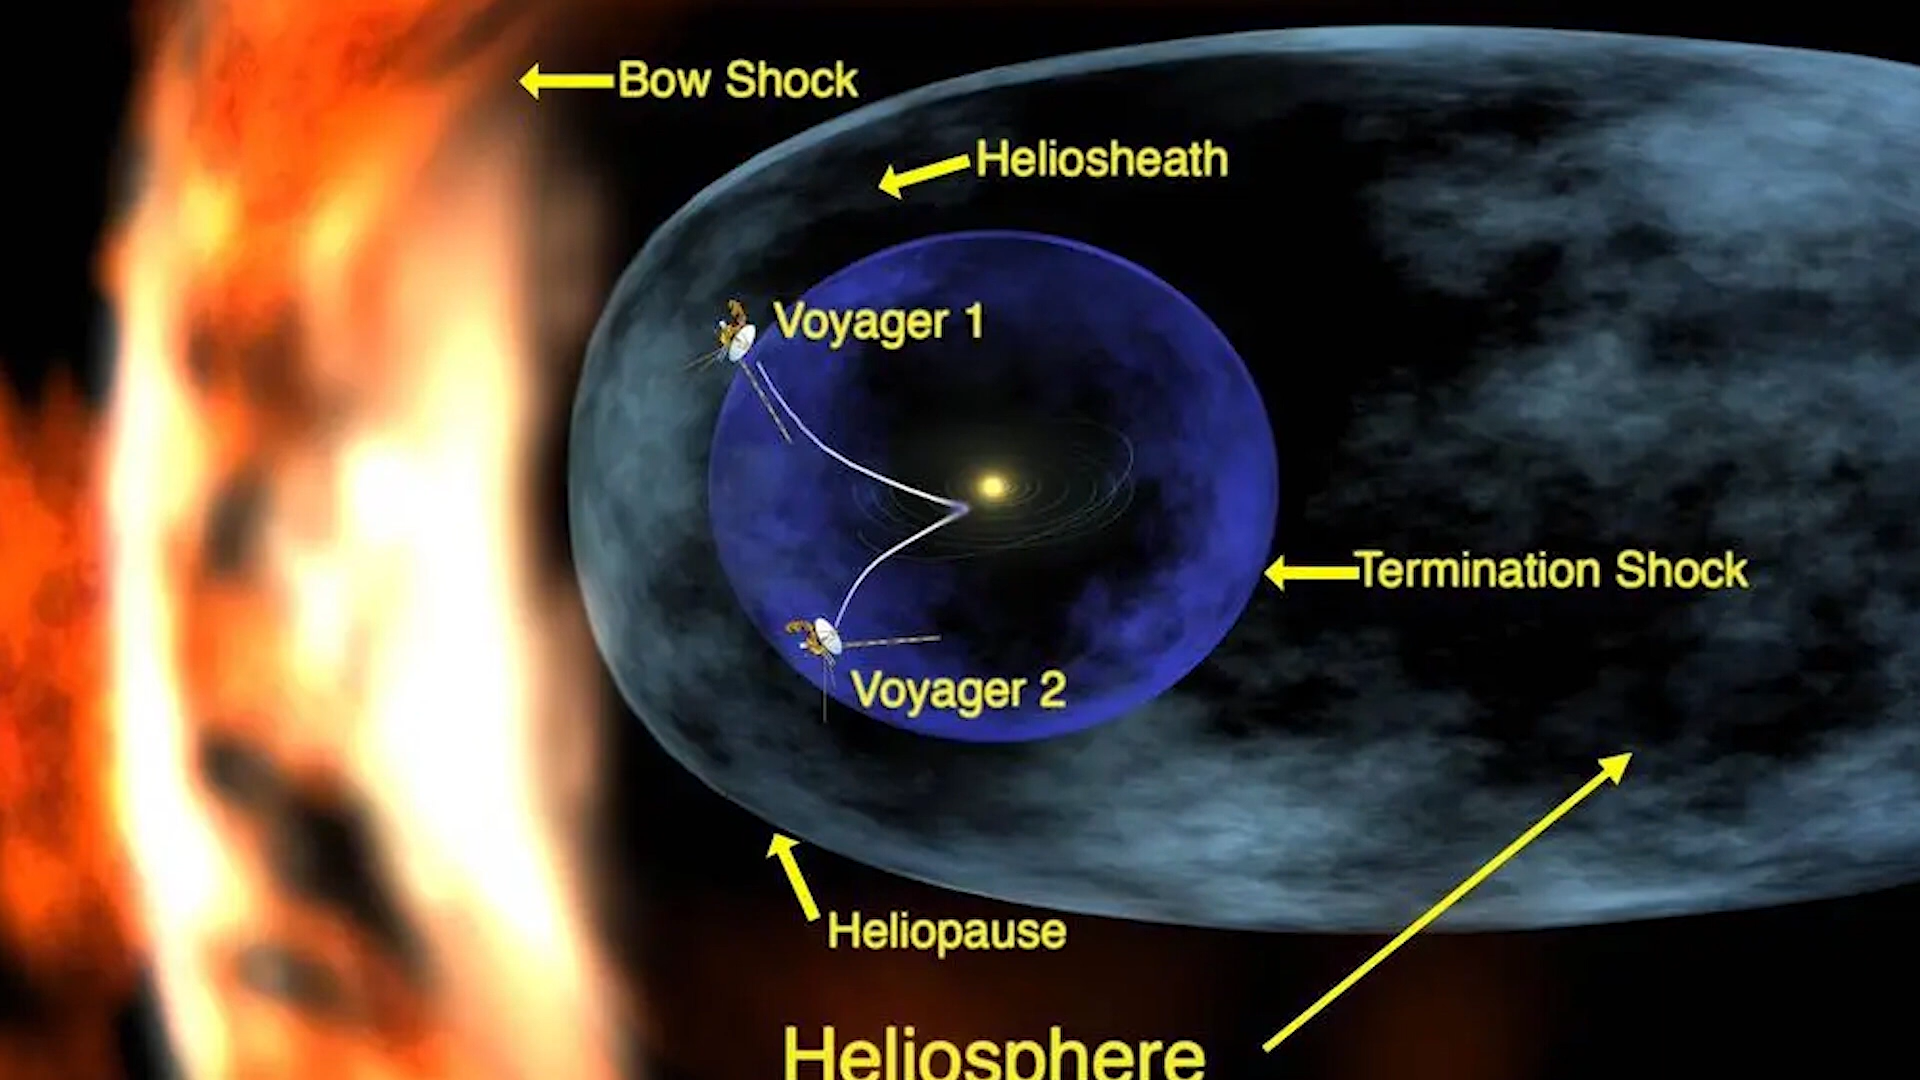 Bow Shock
Heliosheath
Voyager 1
Termination Shock
Voyager 2
Heliopause
Heliosphere